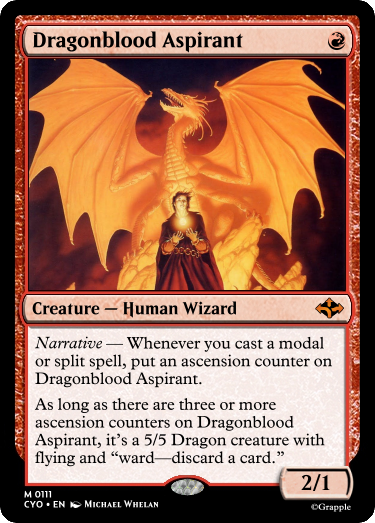 Dragonblood Aspirant
Creature — Human Wizard
Narrative — Whenever you cast a modal
or split spell, put an ascension counter on
Dragonblood Aspirant.
As long as there are three or more
ascension counters on Dragonblood
Aspirant, it’s a 5/5 Dragon creature with
flying and “ward—discard a card.”
2/1
M 0111
CYO • EN Michael Whelan
©Grapple